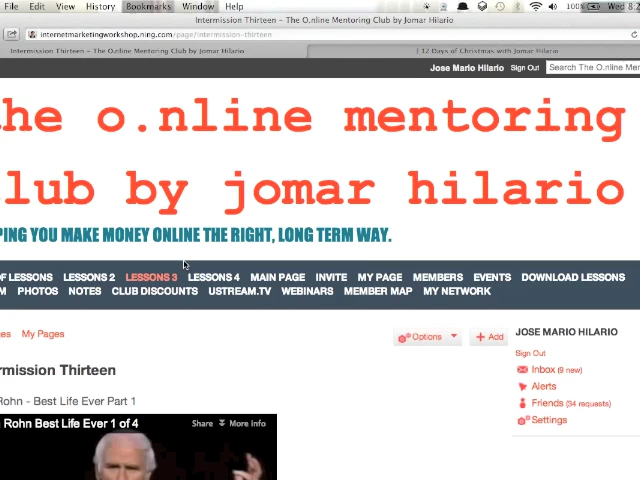 File Edit View History Bookmarks Window Help 100% Wed 8:2
Intermission Thirteen – The O.nline Mentoring Club by Jomar Hilario
internetmarketingworkshop.ning.com/page/intermission-thirteen
Intermission Thirteen – The O.nline Mentoring Club by Jomar Hilario
| 12 Days of Christmas with Jomar Hilario
Jose Mario Hilario Sign Out Search The O.nline Mer
he o.nline mentoring
lub by jomar hilario
PING YOU MAKE MONEY ONLINE THE RIGHT, LONG TERM WAY.
OF LESSONS LESSONS 2 LESSONS 3 LESSONS 4 MAIN PAGE INVITE MY PAGE MEMBERS EVENTS DOWNLOAD LESSONS
M PHOTOS NOTES CLUB DISCOUNTS USTREAM.TV WEBINARS MEMBER MAP MY NETWORK
es My Pages
Options + Add
JOSE MARIO HILARIO
Sign Out
Inbox (9 new)
Alerts
Friends (34 requests)
Settings
rmission Thirteen
Rohn - Best Life Ever Part 1
Rohn Best Life Ever 1 of 4 Share More Info